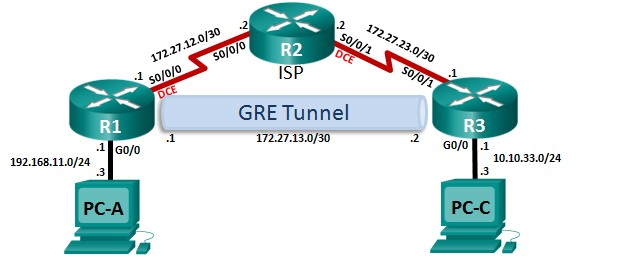 172.27.12.0/30
.2
S0/0/0
R2
ISP
.2
S0/0/1
DCE
172.27.23.0/30
.1
S0/0/0
DCE
R1
GRE Tunnel
.1
172.27.13.0/30
.2
.1
S0/0/1
R3
.1
G0/0
192.168.11.0/24
.3
PC-A
G0/0
.1
10.10.33.0/24
.3
PC-C